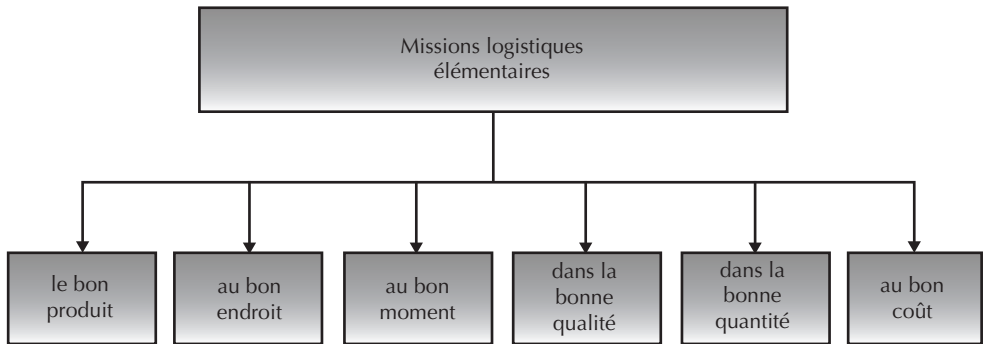 Missions logistiques
élémentaires
le bon
produit
au bon
endroit
au bon
moment
dans la
bonne
qualité
dans la
bonne
quantité
au bon
coût